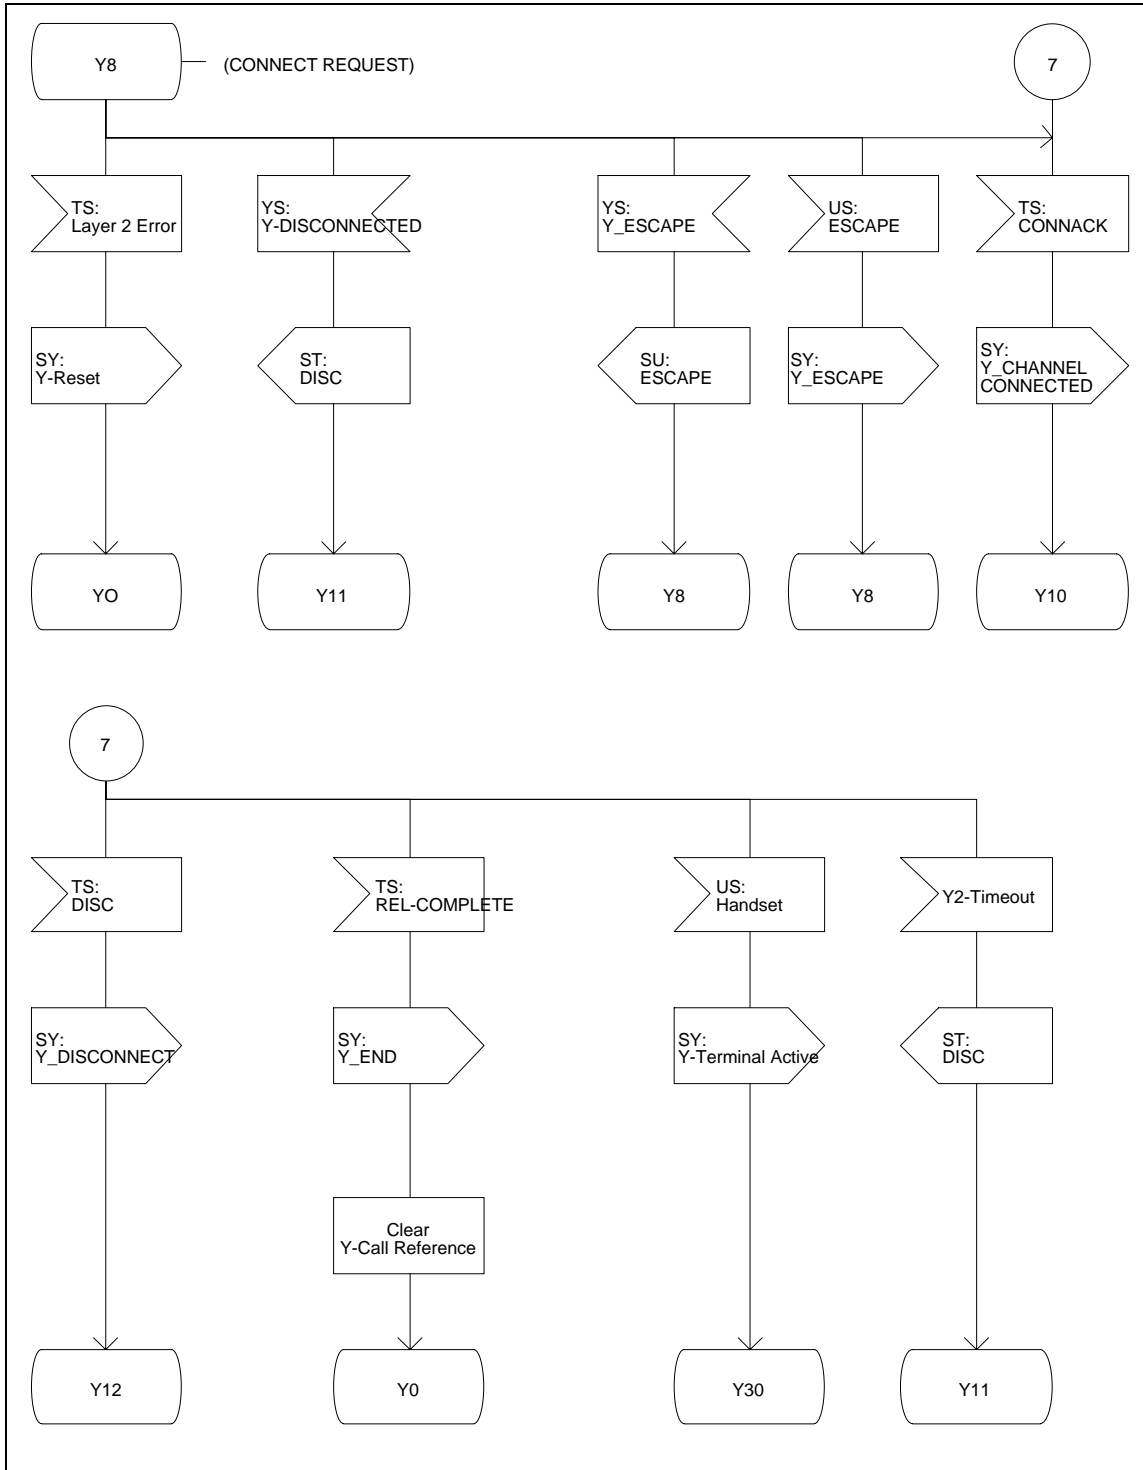 Y8
(CONNECT REQUEST)
7
TS:
Layer 2 Error
YS:
Y-DISCONNECTED
YS:
Y_ESCAPE
US:
ESCAPE
TS:
CONNACK
SY:
Y-Reset
ST:
DISC
SU:
ESCAPE
SY:
Y_ESCAPE
SY:
Y_CHANNEL
CONNECTED
YO
Y11
Y8
Y8
Y10
7
TS:
DISC
TS:
REL-COMPLETE
US:
Handset
Y2-Timeout
SY:
Y_DISCONNECT
SY:
Y_END
SY:
Y-Terminal Active
ST:
DISC
Clear
Y-Call Reference
Y12
Y0
Y30
Y11